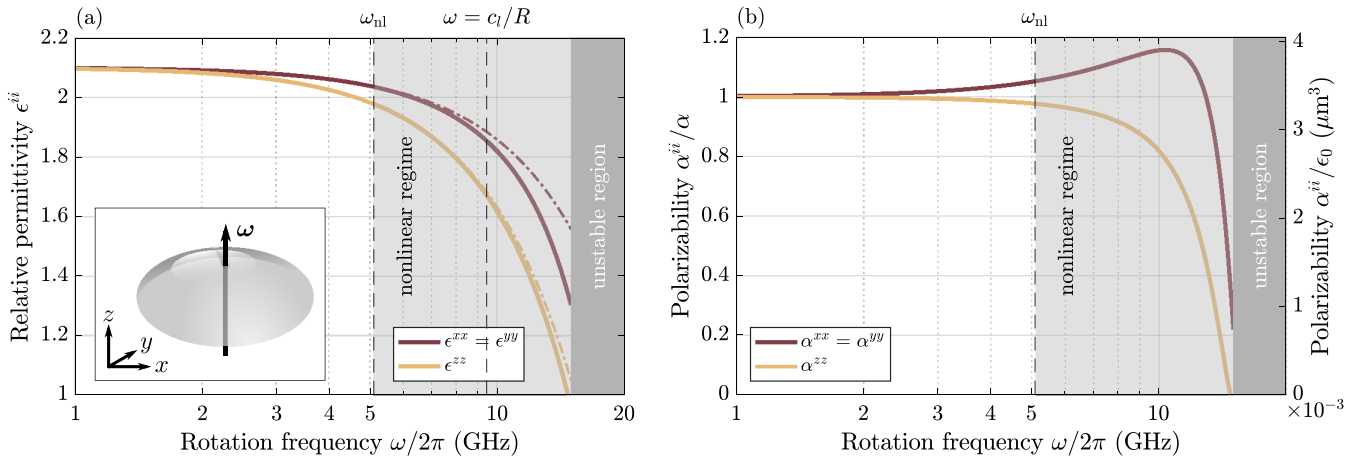 (a)
ω_nl
ω = c_l/R
2.2
2
1.8
1.6
1.4
1.2
1
Relative permittivity ϵ^ii
nonlinear regime
unstable region
ω
z
y
x
ϵ^xx = ϵ^yy
ϵ^zz
1
2
3
4
5
10
20
Rotation frequency ω/2π (GHz)
(b)
ω_nl
1.2
1
0.8
0.6
0.4
0.2
0
Polarizability α^ii/α
nonlinear regime
unstable region
α^xx = α^yy
α^zz
4
3
2
1
0
×10^−3
Polarizability α^ii/ϵ_0 (μm^3)
1
2
3
4
5
10
Rotation frequency ω/2π (GHz)